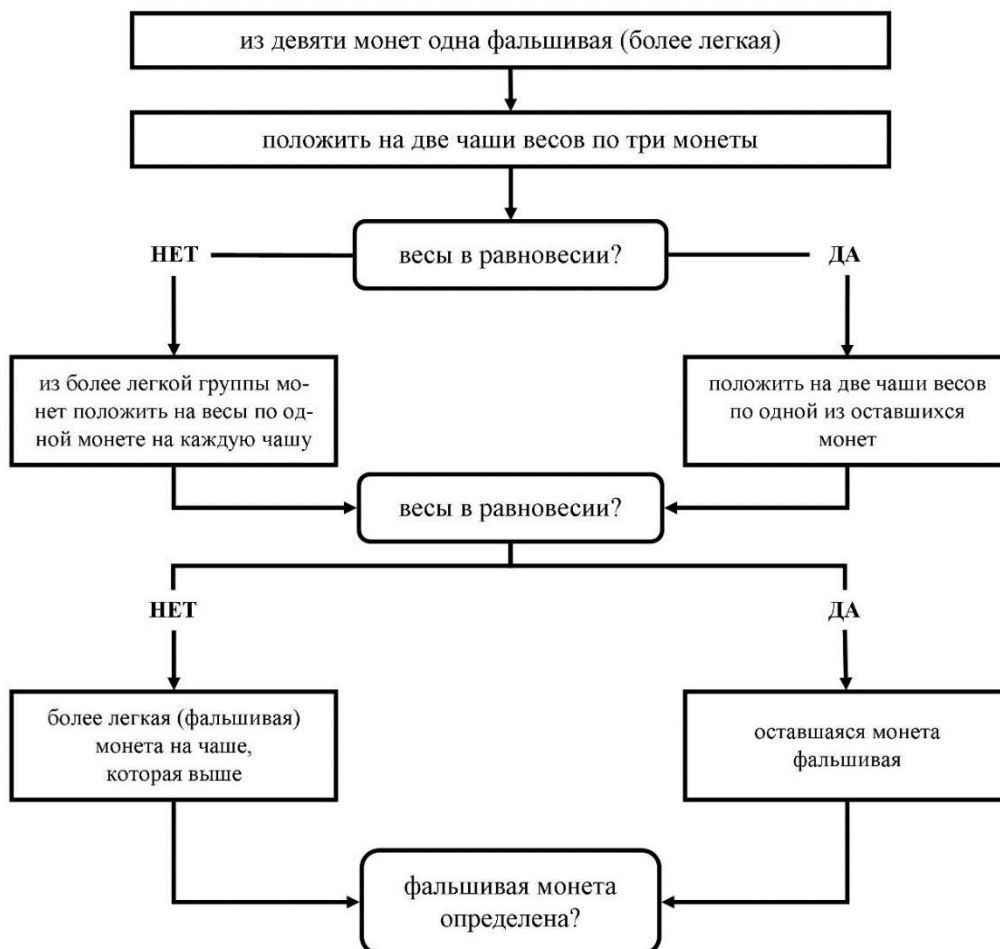 из девяти монет одна фальшивая (более легкая)
положить на две чаши весов по три монеты
весы в равновесии?
НЕТ
ДА
из более легкой группы мо-
нет положить на весы по од-
ной монете на каждую чашу
положить на две чаши весов
по одной из оставшихся
монет
весы в равновесии?
НЕТ
ДА
более легкая (фальшивая)
монета на чаше,
которая выше
оставшаяся монета
фальшивая
фальшивая монета
определена?